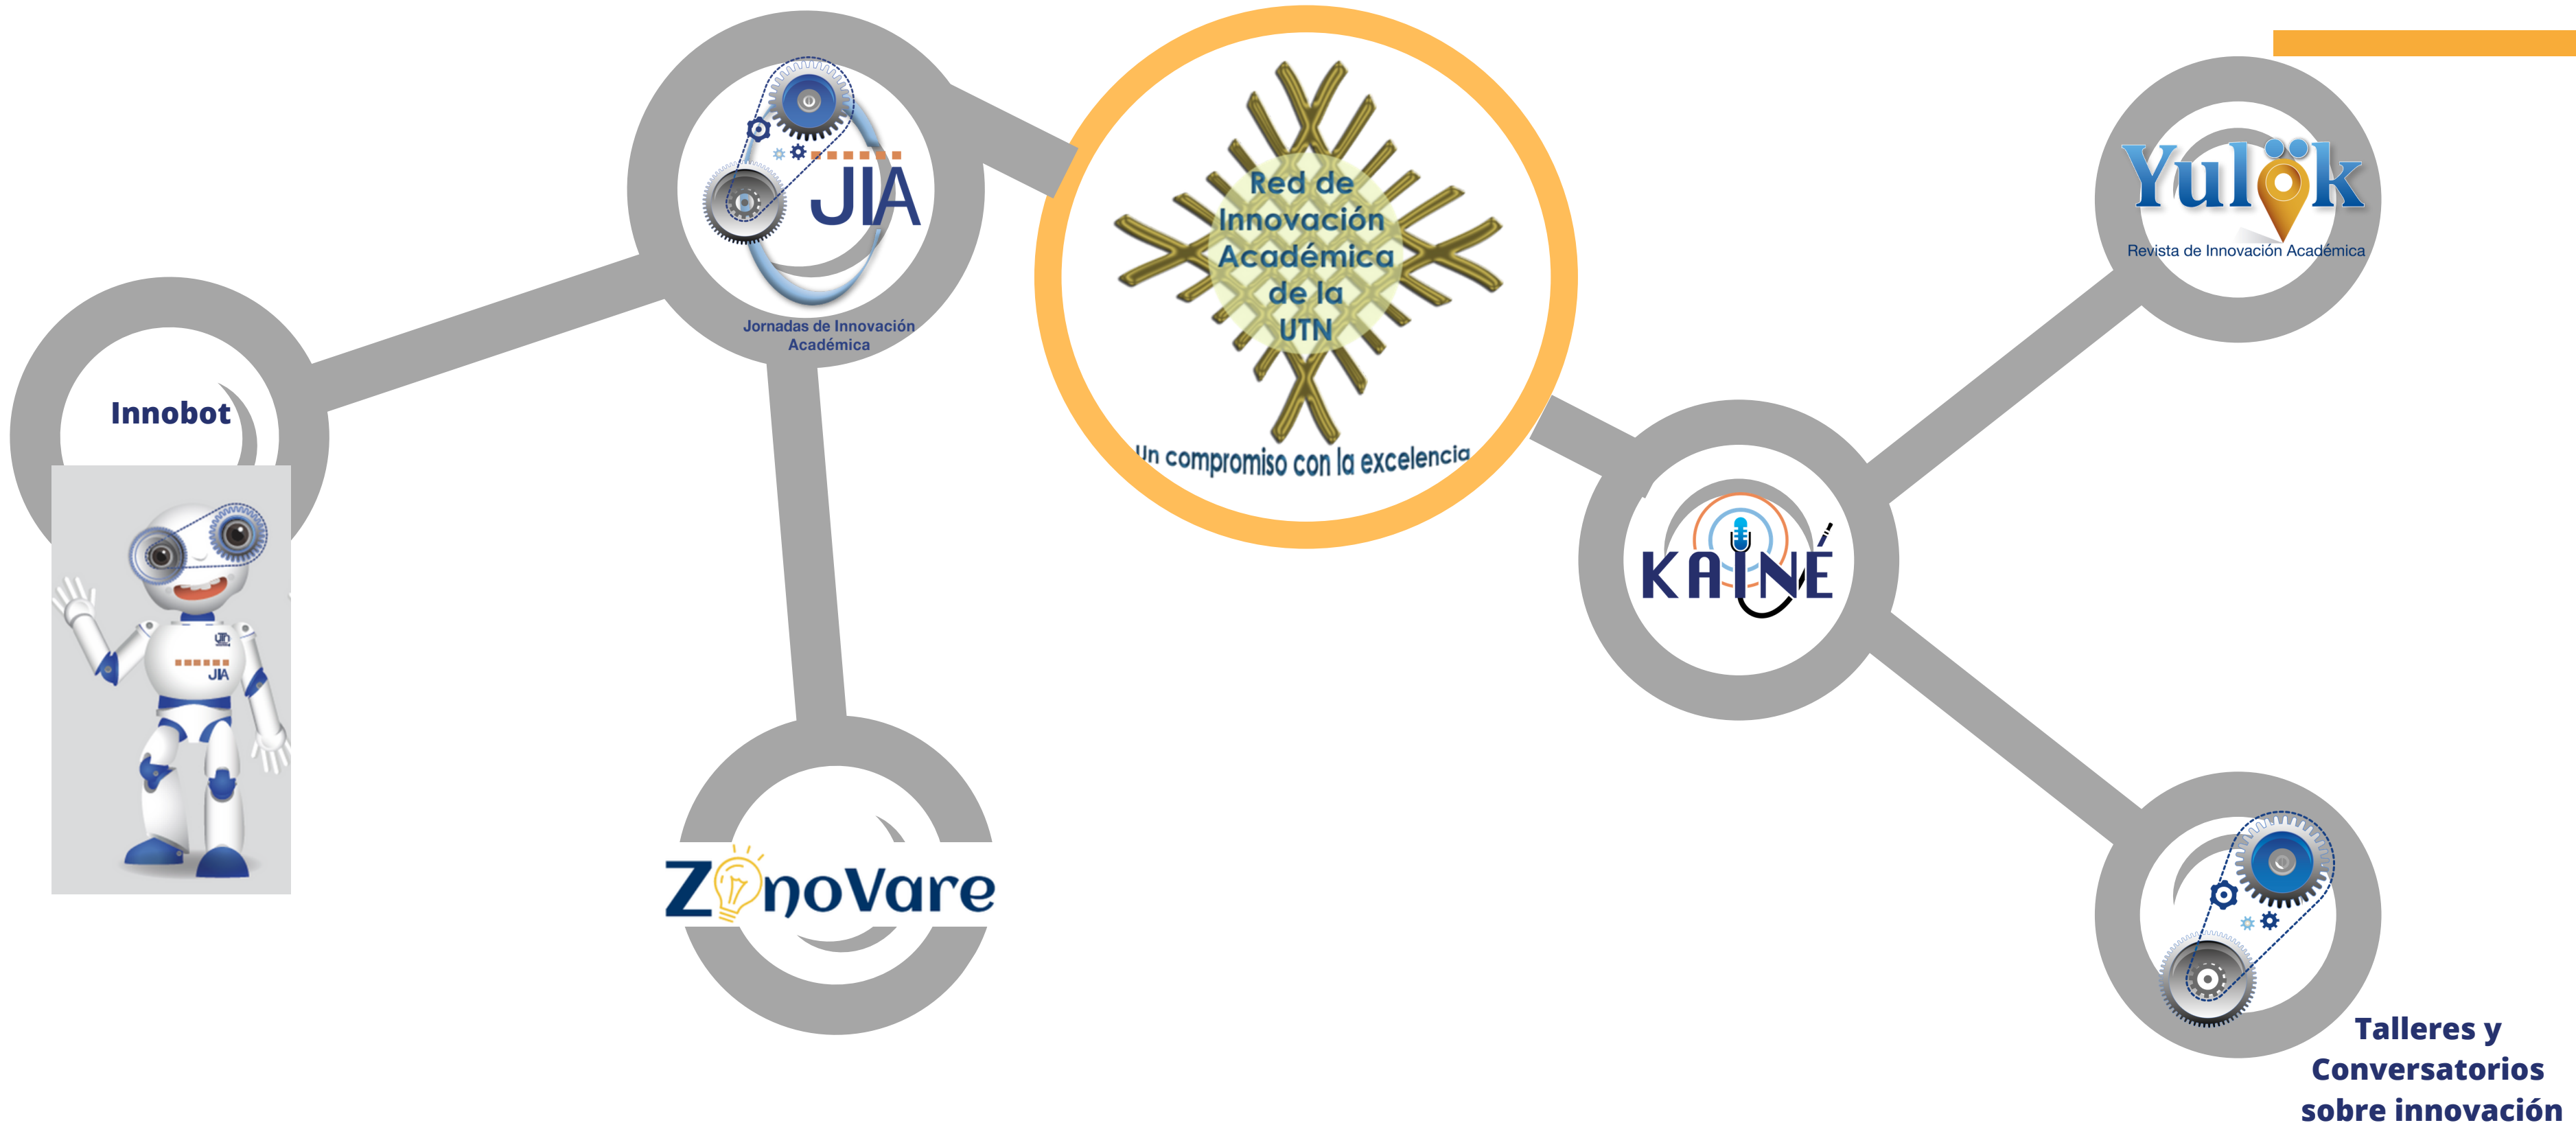 JIA
Jornadas de Innovación
Académica
Red de
Innovación
Académica
de la
UTN
Un compromiso con la excelencia
Yulök
Revista de Innovación Académica
Innobot
JIA
KAINÉ
ZInnoVare
Talleres y
Conversatorios
sobre innovación